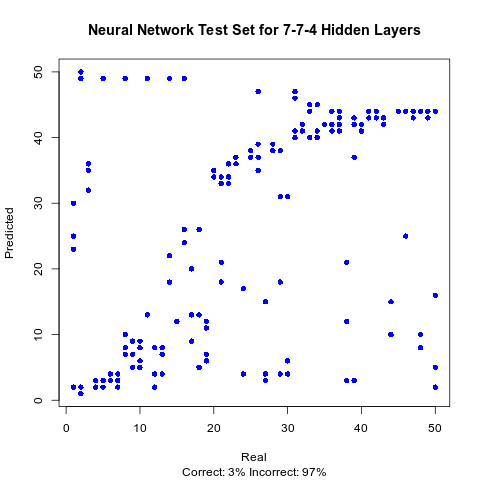 Neural Network Test Set for 7-7-4 Hidden Layers
Predicted
50
40
30
20
10
0
0 10 20 30 40 50
Real
Correct: 3% Incorrect: 97%